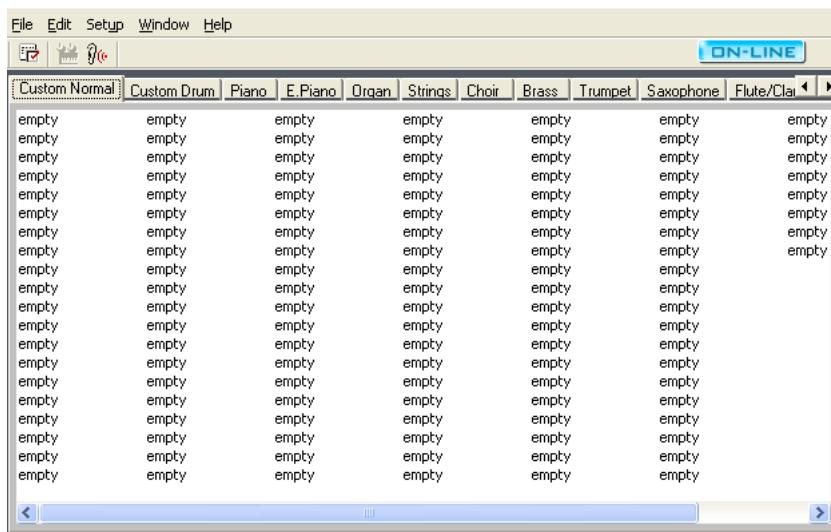 File Edit Setup Window Help
ON-LINE
Custom Normal Custom Drum Piano E.Piano Organ Strings Choir Brass Trumpet Saxophone Flute/Clar
empty empty empty empty empty empty empty
empty empty empty empty empty empty empty
empty empty empty empty empty empty empty
empty empty empty empty empty empty empty
empty empty empty empty empty empty empty
empty empty empty empty empty empty empty
empty empty empty empty empty empty empty
empty empty empty empty empty empty empty
empty empty empty empty empty empty
empty empty empty empty empty empty
empty empty empty empty empty empty
empty empty empty empty empty empty
empty empty empty empty empty empty
empty empty empty empty empty empty
empty empty empty empty empty empty
empty empty empty empty empty empty
empty empty empty empty empty empty
empty empty empty empty empty empty
empty empty empty empty empty empty
empty empty empty empty empty empty